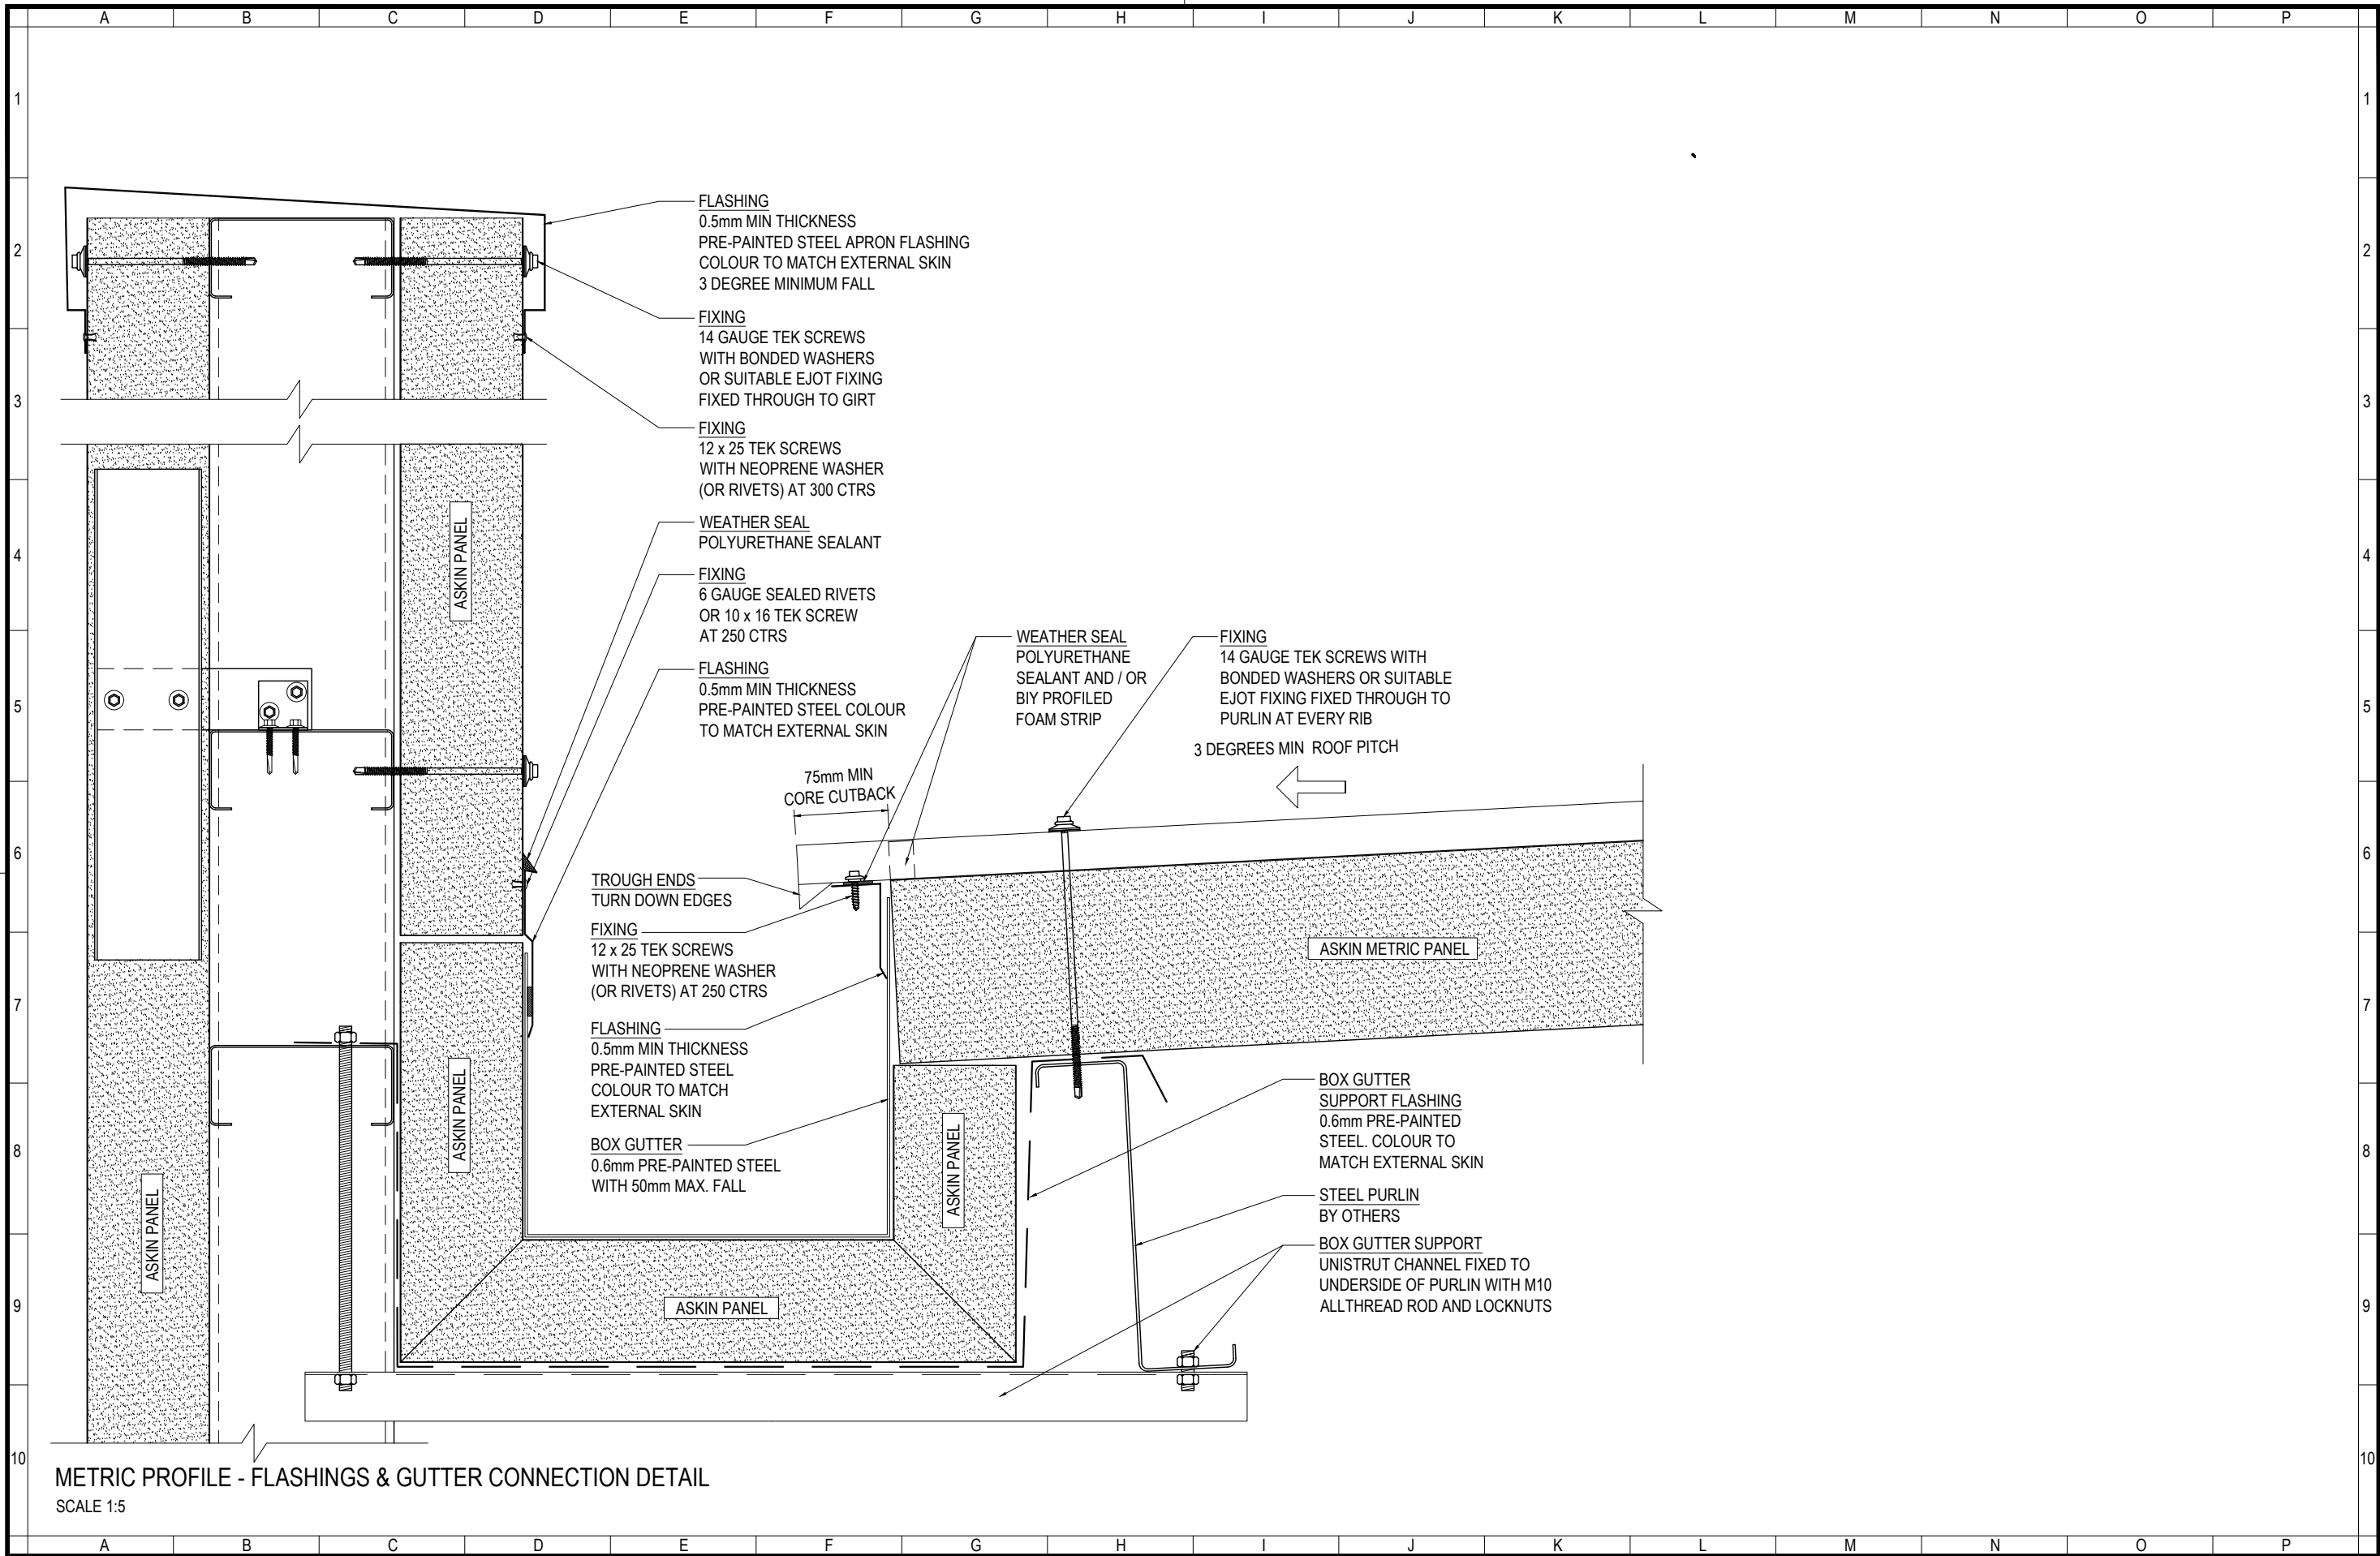 A B C D E F G H I J K L M N O P
1 1
FLASHING
0.5mm MIN THICKNESS
PRE-PAINTED STEEL APRON FLASHING
COLOUR TO MATCH EXTERNAL SKIN
3 DEGREE MINIMUM FALL
2 2
FIXING
14 GAUGE TEK SCREWS
WITH BONDED WASHERS
OR SUITABLE EJOT FIXING
FIXED THROUGH TO GIRT
3 3
FIXING
12 x 25 TEK SCREWS
WITH NEOPRENE WASHER
(OR RIVETS) AT 300 CTRS
WEATHER SEAL
POLYURETHANE SEALANT
4 4
ASKIN PANEL
FIXING
6 GAUGE SEALED RIVETS
OR 10 x 16 TEK SCREW
AT 250 CTRS
FLASHING
0.5mm MIN THICKNESS
PRE-PAINTED STEEL COLOUR
TO MATCH EXTERNAL SKIN
WEATHER SEAL
POLYURETHANE
SEALANT AND / OR
BIY PROFILED
FOAM STRIP
FIXING
14 GAUGE TEK SCREWS WITH
BONDED WASHERS OR SUITABLE
EJOT FIXING FIXED THROUGH TO
PURLIN AT EVERY RIB
5 5
3 DEGREES MIN ROOF PITCH
75mm MIN
CORE CUTBACK
6 6
TROUGH ENDS
TURN DOWN EDGES
FIXING
12 x 25 TEK SCREWS
WITH NEOPRENE WASHER
(OR RIVETS) AT 250 CTRS
ASKIN METRIC PANEL
7 7
FLASHING
0.5mm MIN THICKNESS
PRE-PAINTED STEEL
COLOUR TO MATCH
EXTERNAL SKIN
BOX GUTTER
0.6mm PRE-PAINTED STEEL
WITH 50mm MAX. FALL
ASKIN PANEL
ASKIN PANEL
ASKIN PANEL
BOX GUTTER
SUPPORT FLASHING
0.6mm PRE-PAINTED
STEEL. COLOUR TO
MATCH EXTERNAL SKIN
8 8
STEEL PURLIN
BY OTHERS
BOX GUTTER SUPPORT
UNISTRUT CHANNEL FIXED TO
UNDERSIDE OF PURLIN WITH M10
ALLTHREAD ROD AND LOCKNUTS
9 9
ASKIN PANEL
10 10
METRIC PROFILE - FLASHINGS & GUTTER CONNECTION DETAIL
SCALE 1:5
A B C D E F G H I J K L M N O P